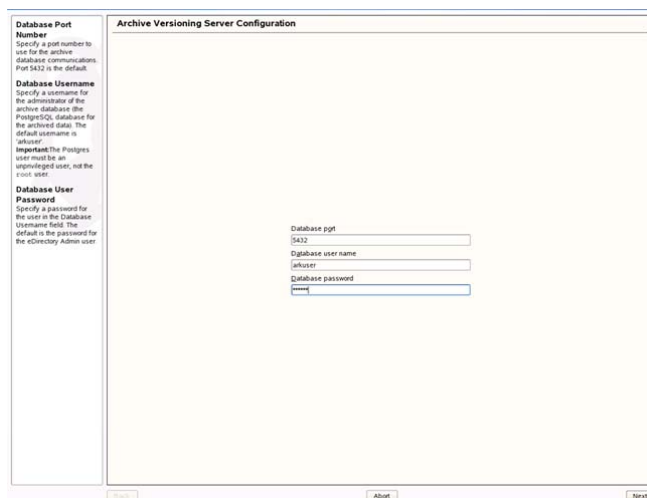 Database Port
Number
Specify a port number to
use for the archive
database communications.
Port 5432 is the default.
Database Username
Specify a username for
the administrator of the
archive database (the
PostgreSQL database for
the archived data). The
default username is
'arkuser'.
Important:The Postgres
user must be an
unprivileged user, not the
root user.
Database User
Password
Specify a password for
the user in the Database
Username field. The
default is the password for
the eDirectory Admin user
Archive Versioning Server Configuration
Database port
5432
Database user name
arkuser
Database password
******
Back
Abort
Next